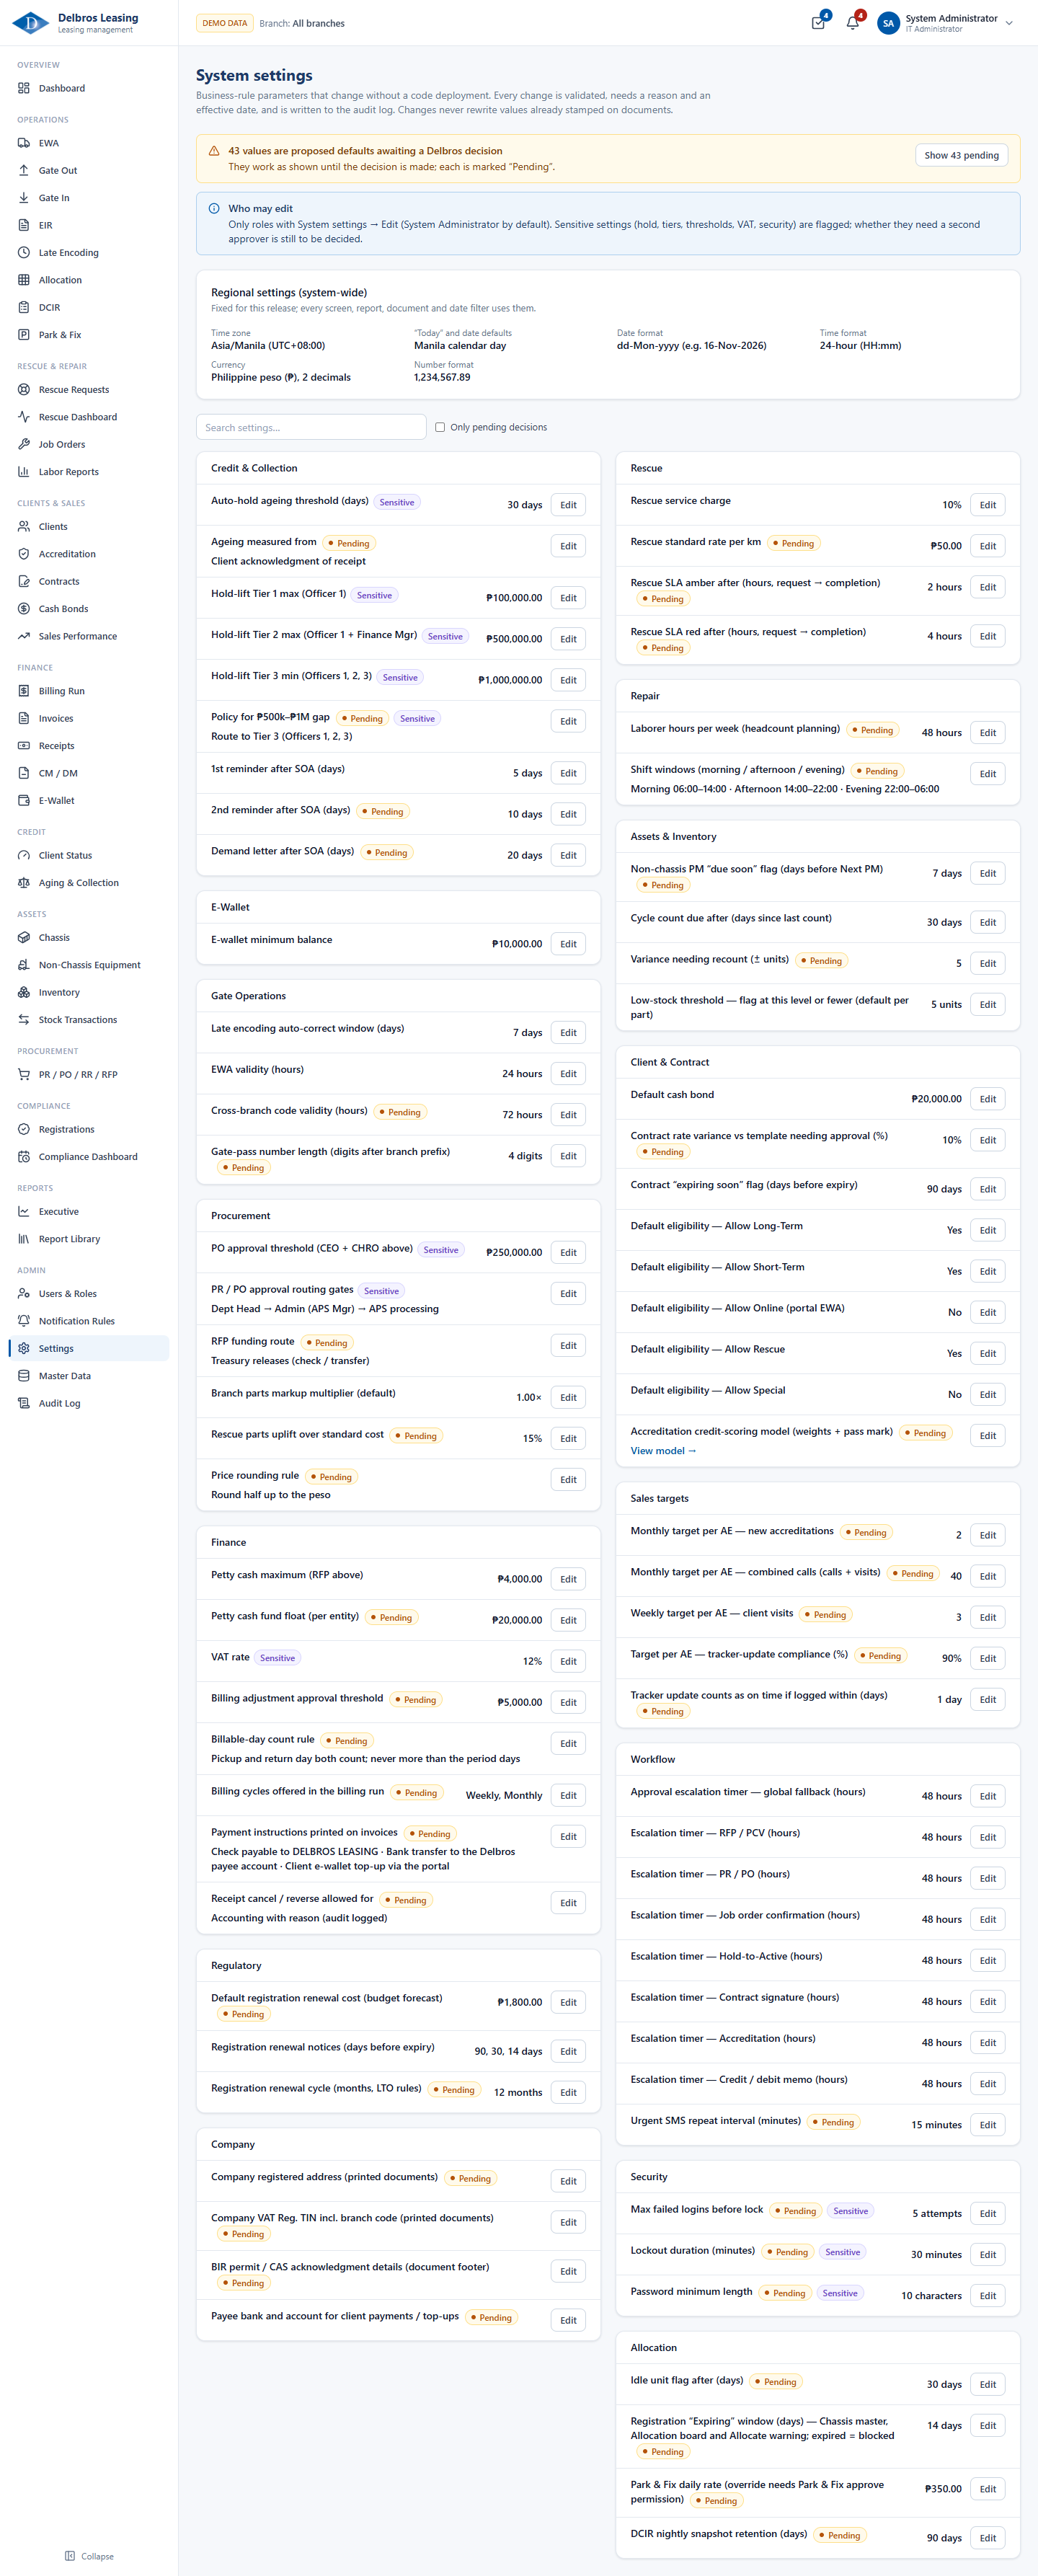 Delbros Leasing
Leasing management
DEMO DATA
Branch: All branches
4
4
SA
System Administrator
IT Administrator
OVERVIEW
Dashboard
OPERATIONS
EWA
Gate Out
Gate In
EIR
Late Encoding
Allocation
DCIR
Park & Fix
RESCUE & REPAIR
Rescue Requests
Rescue Dashboard
Job Orders
Labor Reports
CLIENTS & SALES
Clients
Accreditation
Contracts
Cash Bonds
Sales Performance
FINANCE
Billing Run
Invoices
Receipts
CM / DM
E-Wallet
CREDIT
Client Status
Aging & Collection
ASSETS
Chassis
Non-Chassis Equipment
Inventory
Stock Transactions
PROCUREMENT
PR / PO / RR / RFP
COMPLIANCE
Registrations
Compliance Dashboard
REPORTS
Executive
Report Library
ADMIN
Users & Roles
Notification Rules
Settings
Master Data
Audit Log
Collapse
System settings
Business-rule parameters that change without a code deployment. Every change is validated, needs a reason and an
effective date, and is written to the audit log. Changes never rewrite values already stamped on documents.
43 values are proposed defaults awaiting a Delbros decision
They work as shown until the decision is made; each is marked “Pending”.
Show 43 pending
Who may edit
Only roles with System settings → Edit (System Administrator by default). Sensitive settings (hold, tiers, thresholds, VAT, security) are flagged; whether they need a second
approver is still to be decided.
Regional settings (system-wide)
Fixed for this release; every screen, report, document and date filter uses them.
Time zone
Asia/Manila (UTC+08:00)
“Today” and date defaults
Manila calendar day
Date format
dd-Mon-yyyy (e.g. 16-Nov-2026)
Time format
24-hour (HH:mm)
Currency
Philippine peso (₱), 2 decimals
Number format
1,234,567.89
Search settings...
Only pending decisions
Credit & Collection
Auto-hold ageing threshold (days) Sensitive 30 days Edit
Ageing measured from Pending Edit
Client acknowledgment of receipt
Hold-lift Tier 1 max (Officer 1) Sensitive ₱100,000.00 Edit
Hold-lift Tier 2 max (Officer 1 + Finance Mgr) Sensitive ₱500,000.00 Edit
Hold-lift Tier 3 min (Officers 1, 2, 3) Sensitive ₱1,000,000.00 Edit
Policy for ₱500k–₱1M gap Pending Sensitive Edit
Route to Tier 3 (Officers 1, 2, 3)
1st reminder after SOA (days) 5 days Edit
2nd reminder after SOA (days) Pending 10 days Edit
Demand letter after SOA (days) Pending 20 days Edit
E-Wallet
E-wallet minimum balance ₱10,000.00 Edit
Gate Operations
Late encoding auto-correct window (days) 7 days Edit
EWA validity (hours) 24 hours Edit
Cross-branch code validity (hours) Pending 72 hours Edit
Gate-pass number length (digits after branch prefix) 4 digits Edit
Pending
Procurement
PO approval threshold (CEO + CHRO above) Sensitive ₱250,000.00 Edit
PR / PO approval routing gates Sensitive Edit
Dept Head → Admin (APS Mgr) → APS processing
RFP funding route Pending Edit
Treasury releases (check / transfer)
Branch parts markup multiplier (default) 1.00× Edit
Rescue parts uplift over standard cost Pending 15% Edit
Price rounding rule Pending Edit
Round half up to the peso
Finance
Petty cash maximum (RFP above) ₱4,000.00 Edit
Petty cash fund float (per entity) Pending ₱20,000.00 Edit
VAT rate Sensitive 12% Edit
Billing adjustment approval threshold Pending ₱5,000.00 Edit
Billable-day count rule Pending Edit
Pickup and return day both count; never more than the period days
Billing cycles offered in the billing run Pending Weekly, Monthly Edit
Payment instructions printed on invoices Pending Edit
Check payable to DELBROS LEASING · Bank transfer to the Delbros
payee account · Client e-wallet top-up via the portal
Receipt cancel / reverse allowed for Pending Edit
Accounting with reason (audit logged)
Regulatory
Default registration renewal cost (budget forecast) ₱1,800.00 Edit
Pending
Registration renewal notices (days before expiry) 90, 30, 14 days Edit
Registration renewal cycle (months, LTO rules) Pending 12 months Edit
Company
Company registered address (printed documents) Pending Edit
Company VAT Reg. TIN incl. branch code (printed documents) Edit
Pending
BIR permit / CAS acknowledgment details (document footer) Edit
Pending
Payee bank and account for client payments / top-ups Pending Edit
Rescue
Rescue service charge 10% Edit
Rescue standard rate per km Pending ₱50.00 Edit
Rescue SLA amber after (hours, request → completion) 2 hours Edit
Pending
Rescue SLA red after (hours, request → completion) 4 hours Edit
Pending
Repair
Laborer hours per week (headcount planning) Pending 48 hours Edit
Shift windows (morning / afternoon / evening) Pending Edit
Morning 06:00–14:00 · Afternoon 14:00–22:00 · Evening 22:00–06:00
Assets & Inventory
Non-chassis PM “due soon” flag (days before Next PM) 7 days Edit
Pending
Cycle count due after (days since last count) 30 days Edit
Variance needing recount (± units) Pending 5 Edit
Low-stock threshold — flag at this level or fewer (default per 5 units Edit
part)
Client & Contract
Default cash bond ₱20,000.00 Edit
Contract rate variance vs template needing approval (%) 10% Edit
Pending
Contract “expiring soon” flag (days before expiry) 90 days Edit
Default eligibility — Allow Long-Term Yes Edit
Default eligibility — Allow Short-Term Yes Edit
Default eligibility — Allow Online (portal EWA) No Edit
Default eligibility — Allow Rescue Yes Edit
Default eligibility — Allow Special No Edit
Accreditation credit-scoring model (weights + pass mark) Pending Edit
View model →
Sales targets
Monthly target per AE — new accreditations Pending 2 Edit
Monthly target per AE — combined calls (calls + visits) Pending 40 Edit
Weekly target per AE — client visits Pending 3 Edit
Target per AE — tracker-update compliance (%) Pending 90% Edit
Tracker update counts as on time if logged within (days) 1 day Edit
Pending
Workflow
Approval escalation timer — global fallback (hours) 48 hours Edit
Escalation timer — RFP / PCV (hours) 48 hours Edit
Escalation timer — PR / PO (hours) 48 hours Edit
Escalation timer — Job order confirmation (hours) 48 hours Edit
Escalation timer — Hold-to-Active (hours) 48 hours Edit
Escalation timer — Contract signature (hours) 48 hours Edit
Escalation timer — Accreditation (hours) 48 hours Edit
Escalation timer — Credit / debit memo (hours) 48 hours Edit
Urgent SMS repeat interval (minutes) Pending 15 minutes Edit
Security
Max failed logins before lock Pending Sensitive 5 attempts Edit
Lockout duration (minutes) Pending Sensitive 30 minutes Edit
Password minimum length Pending Sensitive 10 characters Edit
Allocation
Idle unit flag after (days) Pending 30 days Edit
Registration “Expiring” window (days) — Chassis master, 14 days Edit
Allocation board and Allocate warning; expired = blocked
Pending
Park & Fix daily rate (override needs Park & Fix approve ₱350.00 Edit
permission) Pending
DCIR nightly snapshot retention (days) Pending 90 days Edit